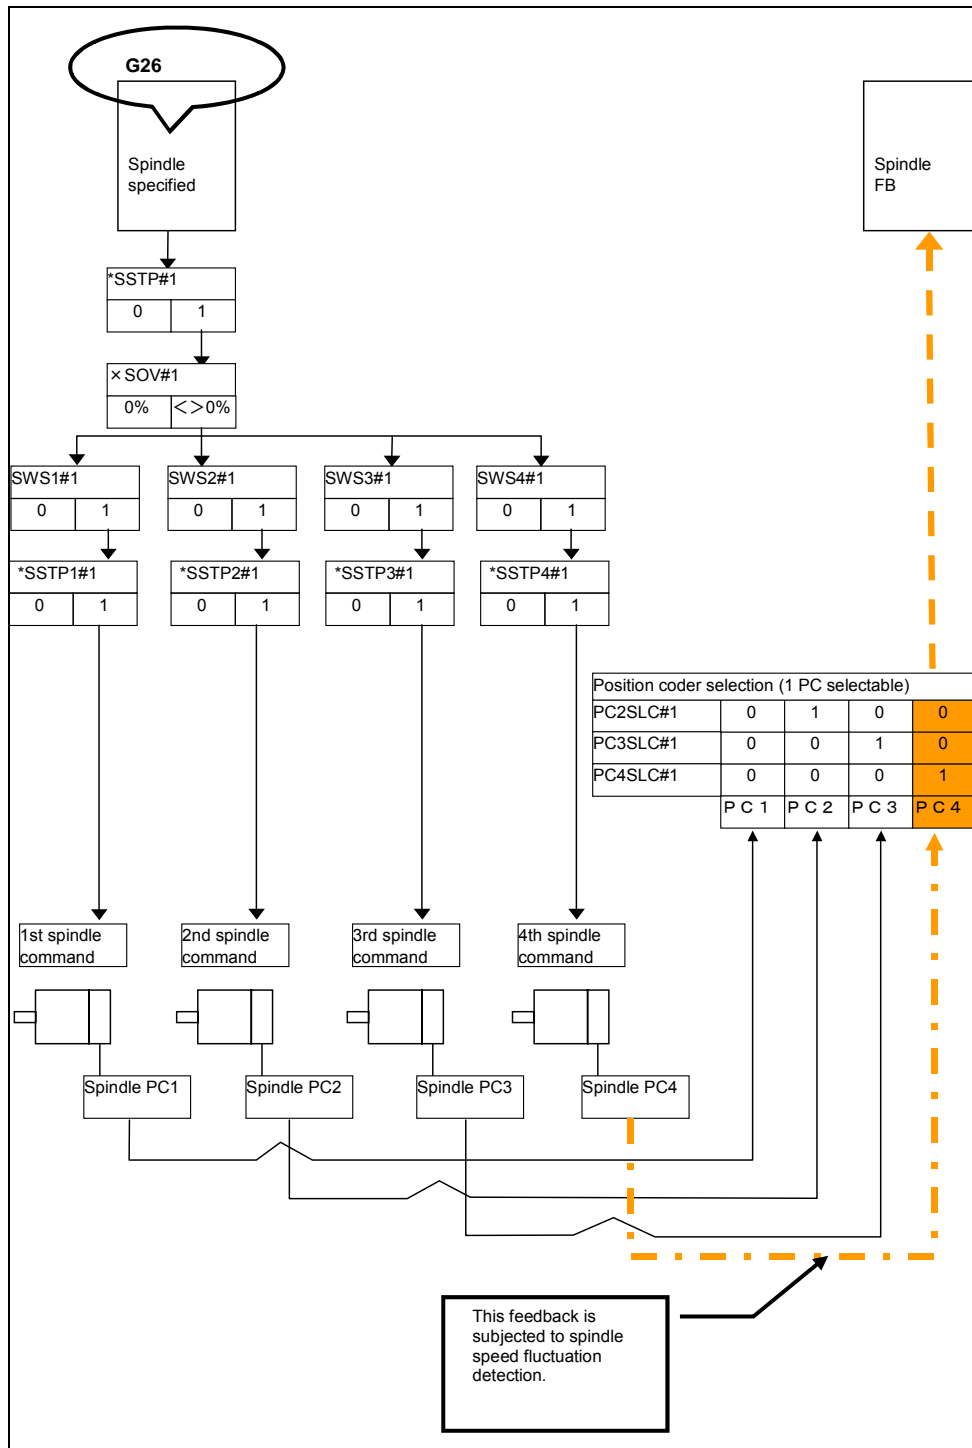 G26
Spindle
specified
Spindle
FB
*SSTP#1
0 1
×SOV#1
0% <>0%
SWS1#1 SWS2#1 SWS3#1 SWS4#1
0 1 0 1 0 1 0 1
*SSTP1#1 *SSTP2#1 *SSTP3#1 *SSTP4#1
0 1 0 1 0 1 0 1
Position coder selection (1 PC selectable)
PC2SLC#1 0 1 0 0
PC3SLC#1 0 0 1 0
PC4SLC#1 0 0 0 1
PC1 PC2 PC3 PC4
1st spindle
command
2nd spindle
command
3rd spindle
command
4th spindle
command
Spindle PC1 Spindle PC2 Spindle PC3 Spindle PC4
This feedback is
subjected to spindle
speed fluctuation
detection.